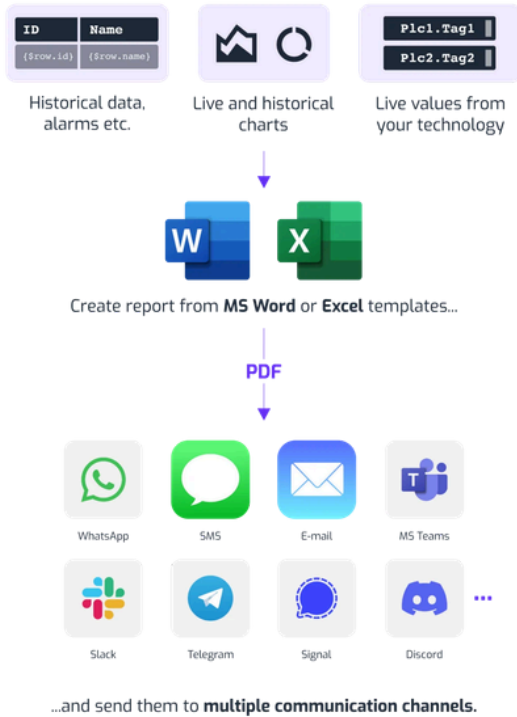 ID Name
{$row.id} {$row.name}
Plc1.Tag1
Plc2.Tag2
Historical data,
alarms etc.
Live and historical
charts
Live values from
your technology
W X
Create report from MS Word or Excel templates...
PDF
WhatsApp SMS E-mail MS Teams
T
Slack Telegram Signal Discord
...and send them to multiple communication channels.